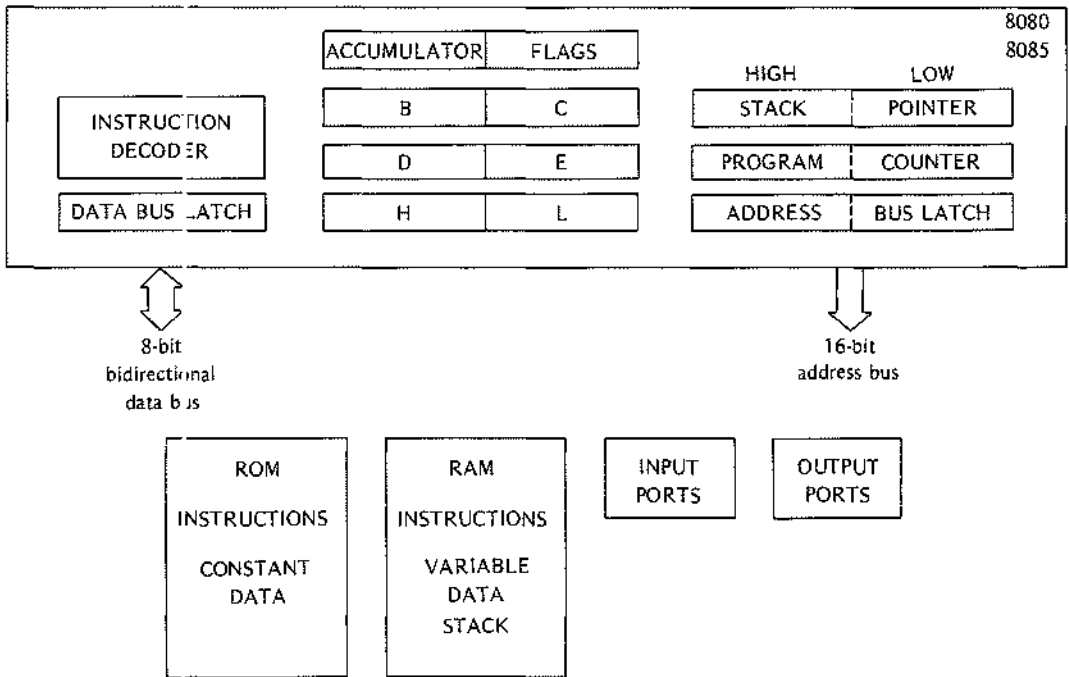 8080
8085
ACCUMULATOR FLAGS
HIGH LOW
B C
STACK POINTER
INSTRUCTION
DECODER
D E
PROGRAM COUNTER
DATA BUS LATCH
H L
ADDRESS BUS LATCH
8-bit
bidirectional
data bus
16-bit
address bus
ROM
INSTRUCTIONS
CONSTANT
DATA
RAM
INSTRUCTIONS
VARIABLE
DATA
STACK
INPUT
PORTS
OUTPUT
PORTS